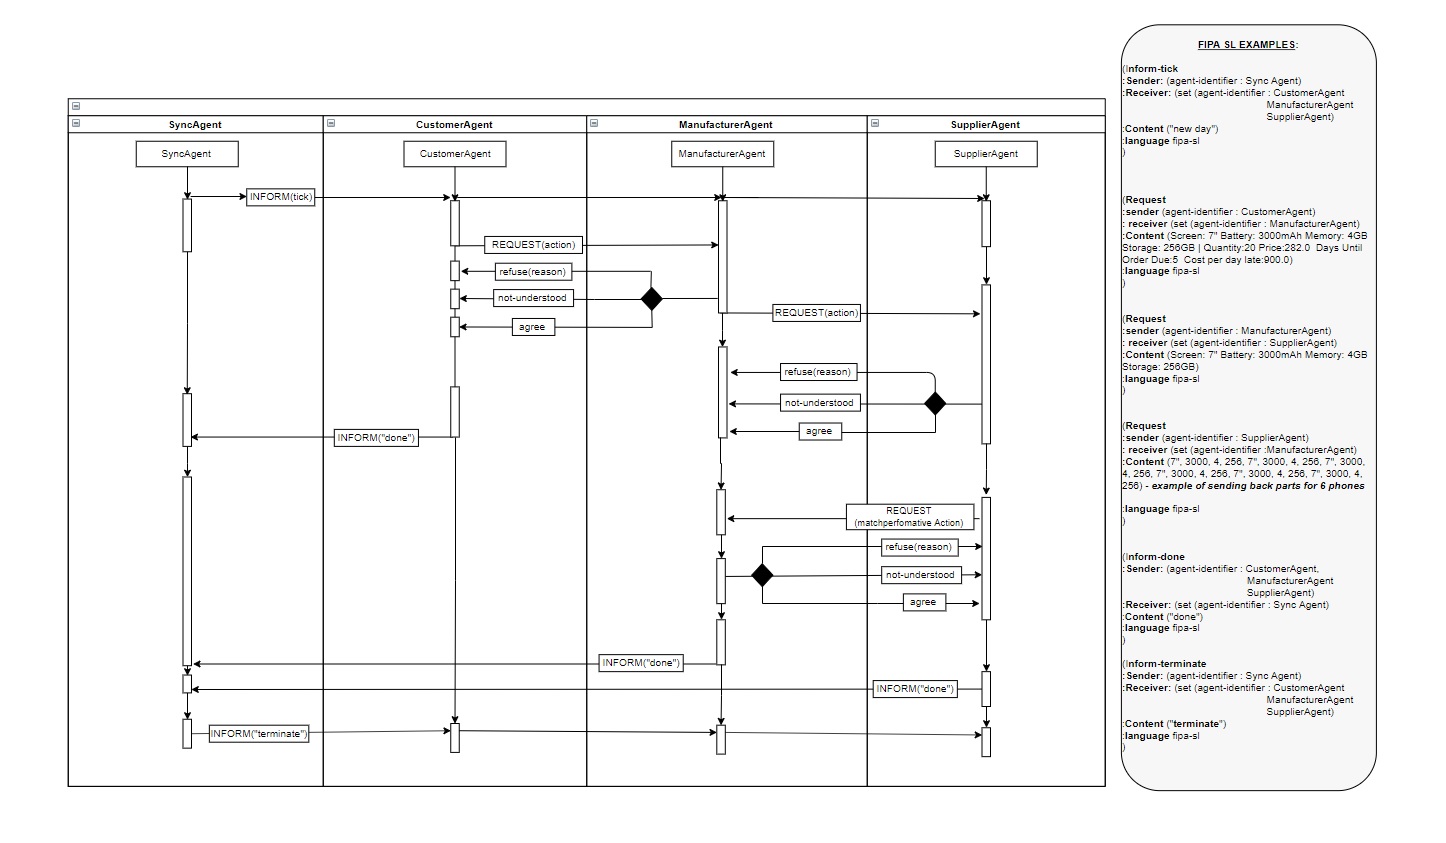 SyncAgent
CustomerAgent
ManufacturerAgent
SupplierAgent
SyncAgent
CustomerAgent
ManufacturerAgent
SupplierAgent
INFORM(tick)
REQUEST(action)
refuse(reason)
not-understood
agree
REQUEST(action)
refuse(reason)
not-understood
agree
INFORM("done")
REQUEST
(matchperfomative Action)
refuse(reason)
not-understood
agree
INFORM("done")
INFORM("done")
INFORM("terminate")
FIPA SL EXAMPLES:
(Inform-tick
:Sender: (agent-identifier : Sync Agent)
:Receiver: (set (agent-identifier : CustomerAgent
ManufacturerAgent
SupplierAgent)
:Content ("new day")
:language fipa-sl
)
(Request
:sender (agent-identifier : CustomerAgent)
: receiver (set (agent-identifier : ManufacturerAgent)
:Content (Screen: 7" Battery: 3000mAh Memory: 4GB
Storage: 256GB | Quantity:20 Price:282.0 Days Until
Order Due:5 Cost per day late:900.0)
:language fipa-sl
)
(Request
:sender (agent-identifier : ManufacturerAgent)
: receiver (set (agent-identifier : SupplierAgent)
:Content (Screen: 7" Battery: 3000mAh Memory: 4GB
Storage: 256GB)
:language fipa-sl
)
(Request
:sender (agent-identifier : SupplierAgent)
: receiver (set (agent-identifier :ManufacturerAgent)
:Content (7", 3000, 4, 256, 7", 3000, 4, 256, 7", 3000,
4, 256, 7", 3000, 4, 256, 7", 3000, 4, 256, 7", 3000, 4,
256) - example of sending back parts for 6 phones
:language fipa-sl
)
(Inform-done
:Sender: (agent-identifier : CustomerAgent,
ManufacturerAgent
SupplierAgent)
:Receiver: (set (agent-identifier : Sync Agent)
:Content ("done")
:language fipa-sl
)
(Inform-terminate
:Sender: (agent-identifier : Sync Agent)
:Receiver: (set (agent-identifier : CustomerAgent
ManufacturerAgent
SupplierAgent)
:Content ("terminate")
:language fipa-sl
)